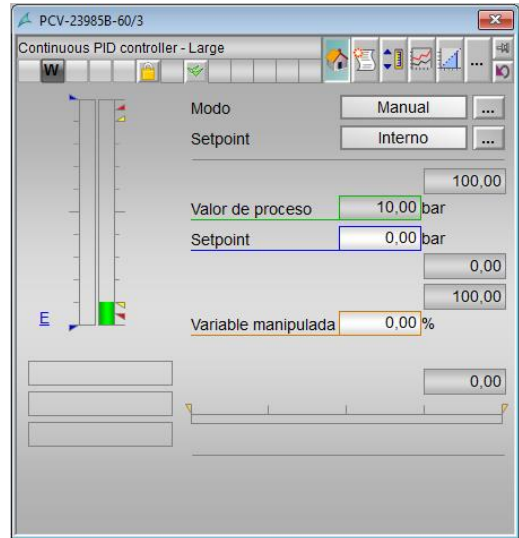 PCV-23985B-60/3
Continuous PID controller - Large
W
...
Modo Manual ...
Setpoint Interno ...
100,00
Valor de proceso 10,00 bar
Setpoint 0,00 bar
0,00
100,00
E
Variable manipulada 0,00 %
0,00